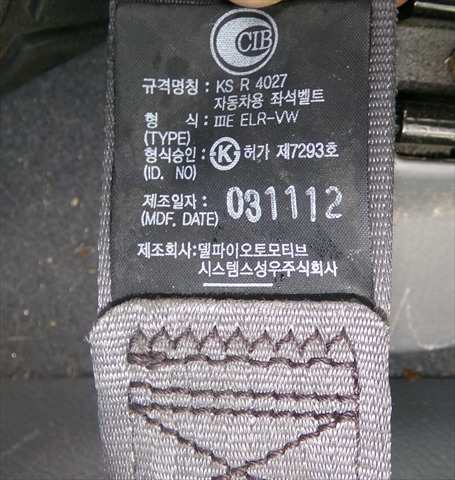 CIB
규격명칭 : KS R 4027
자동차용 좌석벨트
형 식 : ⅢE ELR-VW
(TYPE)
형식승인 : K 허가 제7293호
(ID. NO)
제조일자 : 031112
(MDF. DATE)
제조회사:델파이오토모티브
시스템스성우주식회사